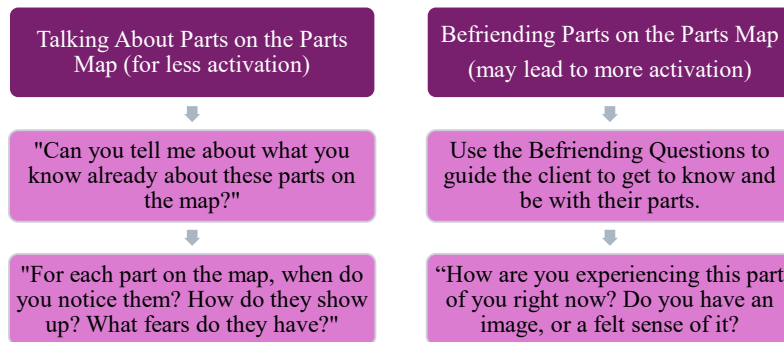 Talking About Parts on the Parts
Map (for less activation)
"Can you tell me about what you
know already about these parts on
the map?"
"For each part on the map, when do
you notice them? How do they show
up? What fears do they have?"
Befriending Parts on the Parts Map
(may lead to more activation)
Use the Befriending Questions to
guide the client to get to know and
be with their parts.
“How are you experiencing this part
of you right now? Do you have an
image, or a felt sense of it?